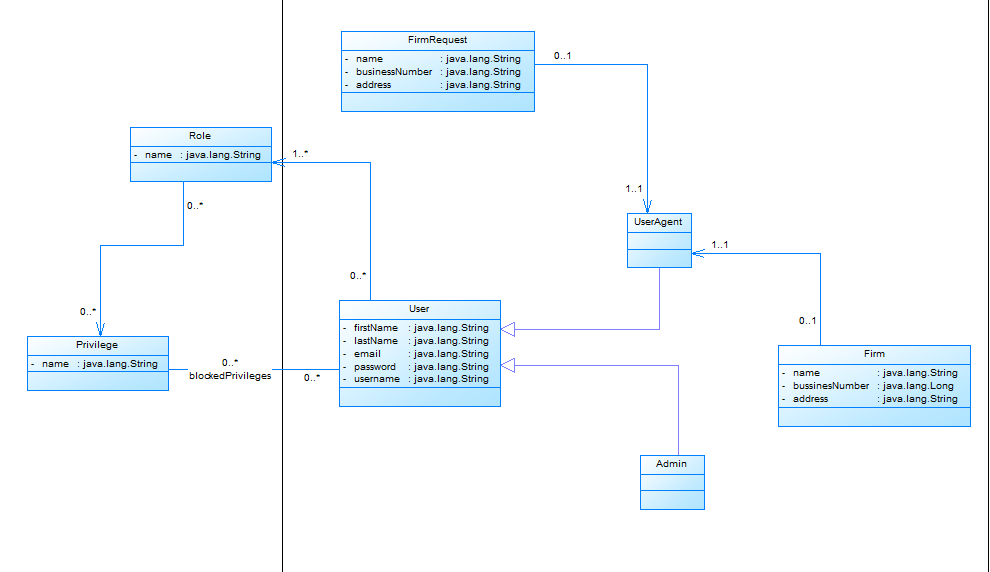 FirmRequest
- name : java.lang.String
- businessNumber : java.lang.String
- address : java.lang.String
0..1
Role
- name : java.lang.String
1..*
0..*
1..1
UserAgent
1..1
0..*
0..*
User
- firstName : java.lang.String
- lastName : java.lang.String
- email : java.lang.String
- password : java.lang.String
- username : java.lang.String
0..1
Privilege
- name : java.lang.String
0..*
blockedPrivileges
0..*
Firm
- name : java.lang.String
- bussinesNumber : java.lang.Long
- address : java.lang.String
Admin